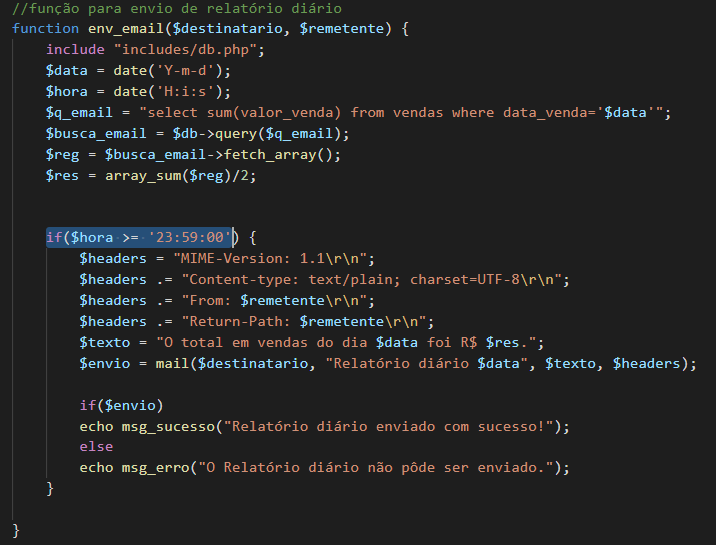 //função para envio de relatório diário
function env_email($destinatario, $remetente) {
    include "includes/db.php";
    $data = date('Y-m-d');
    $hora = date('H:i:s');
    $q_email = "select sum(valor_venda) from vendas where data_venda='$data'";
    $busca_email = $db->query($q_email);
    $reg = $busca_email->fetch_array();
    $res = array_sum($reg)/2;
    if($hora >= '23:59:00') {
        $headers = "MIME-Version: 1.1\r\n";
        $headers .= "Content-type: text/plain; charset=UTF-8\r\n";
        $headers .= "From: $remetente\r\n";
        $headers .= "Return-Path: $remetente\r\n";
        $texto = "O total em vendas do dia $data foi R$ $res.";
        $envio = mail($destinatario, "Relatório diário $data", $texto, $headers);
        if($envio)
        echo msg_sucesso("Relatório diário enviado com sucesso!");
        else
        echo msg_erro("O Relatório diário não pôde ser enviado.");
    }
}